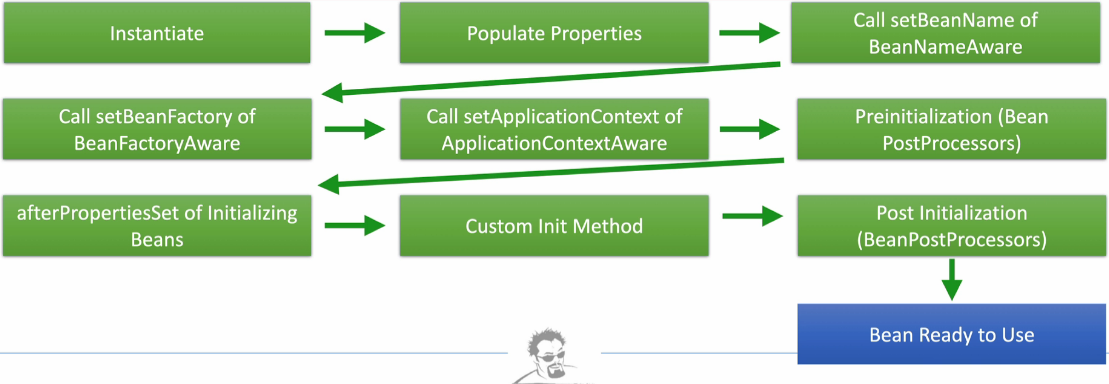 Instantiate
Populate Properties
Call setBeanName of
BeanNameAware
Call setBeanFactory of
BeanFactoryAware
Call setApplicationContext of
ApplicationContextAware
Preinitialization (Bean
PostProcessors)
afterPropertiesSet of Initializing
Beans
Custom Init Method
Post Initialization
(BeanPostProcessors)
Bean Ready to Use